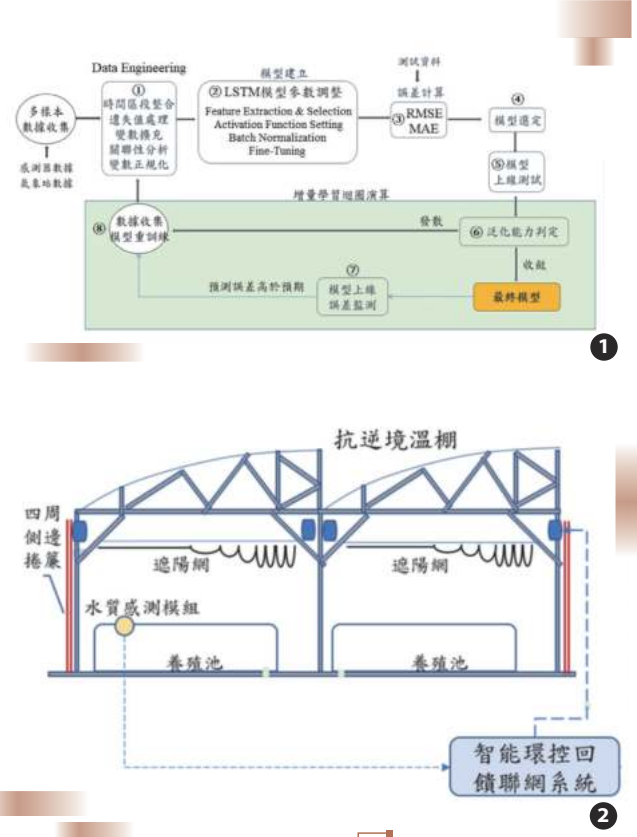 測試資料
Data Engineering
模型建立
誤差計算
多樣本
數據收集
①
時間區段整合
遺失值處理
變數擴充
關聯性分析
變數正規化
②LSTM模型參數調整
Feature Extraction & Selection
Activation Function Setting
Batch Normalization
Fine-Tuning
③RMSE
MAE
④
模型選定
感測器數據
氣象站數據
⑤模型
上線測試
增量學習迴圈演算
⑧
數據收集
模型重訓練
發散
⑥泛化能力判定
收斂
⑦
模型上線
誤差監測
預測誤差高於預期
最終模型
1
抗逆境溫棚
四周
側邊
捲簾
遮陽網
遮陽網
水質感測模組
養殖池
養殖池
智能環控回
饋聯網系統
2